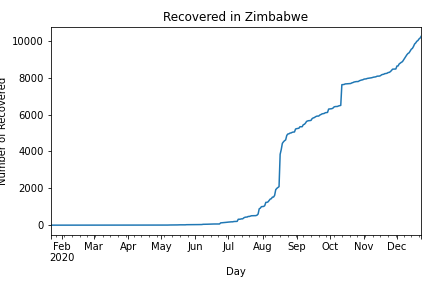 Recovered in Zimbabwe
Number of Recovered
10000
8000
6000
4000
2000
0
Feb Mar Apr May Jun Jul Aug Sep Oct Nov Dec
2020
Day